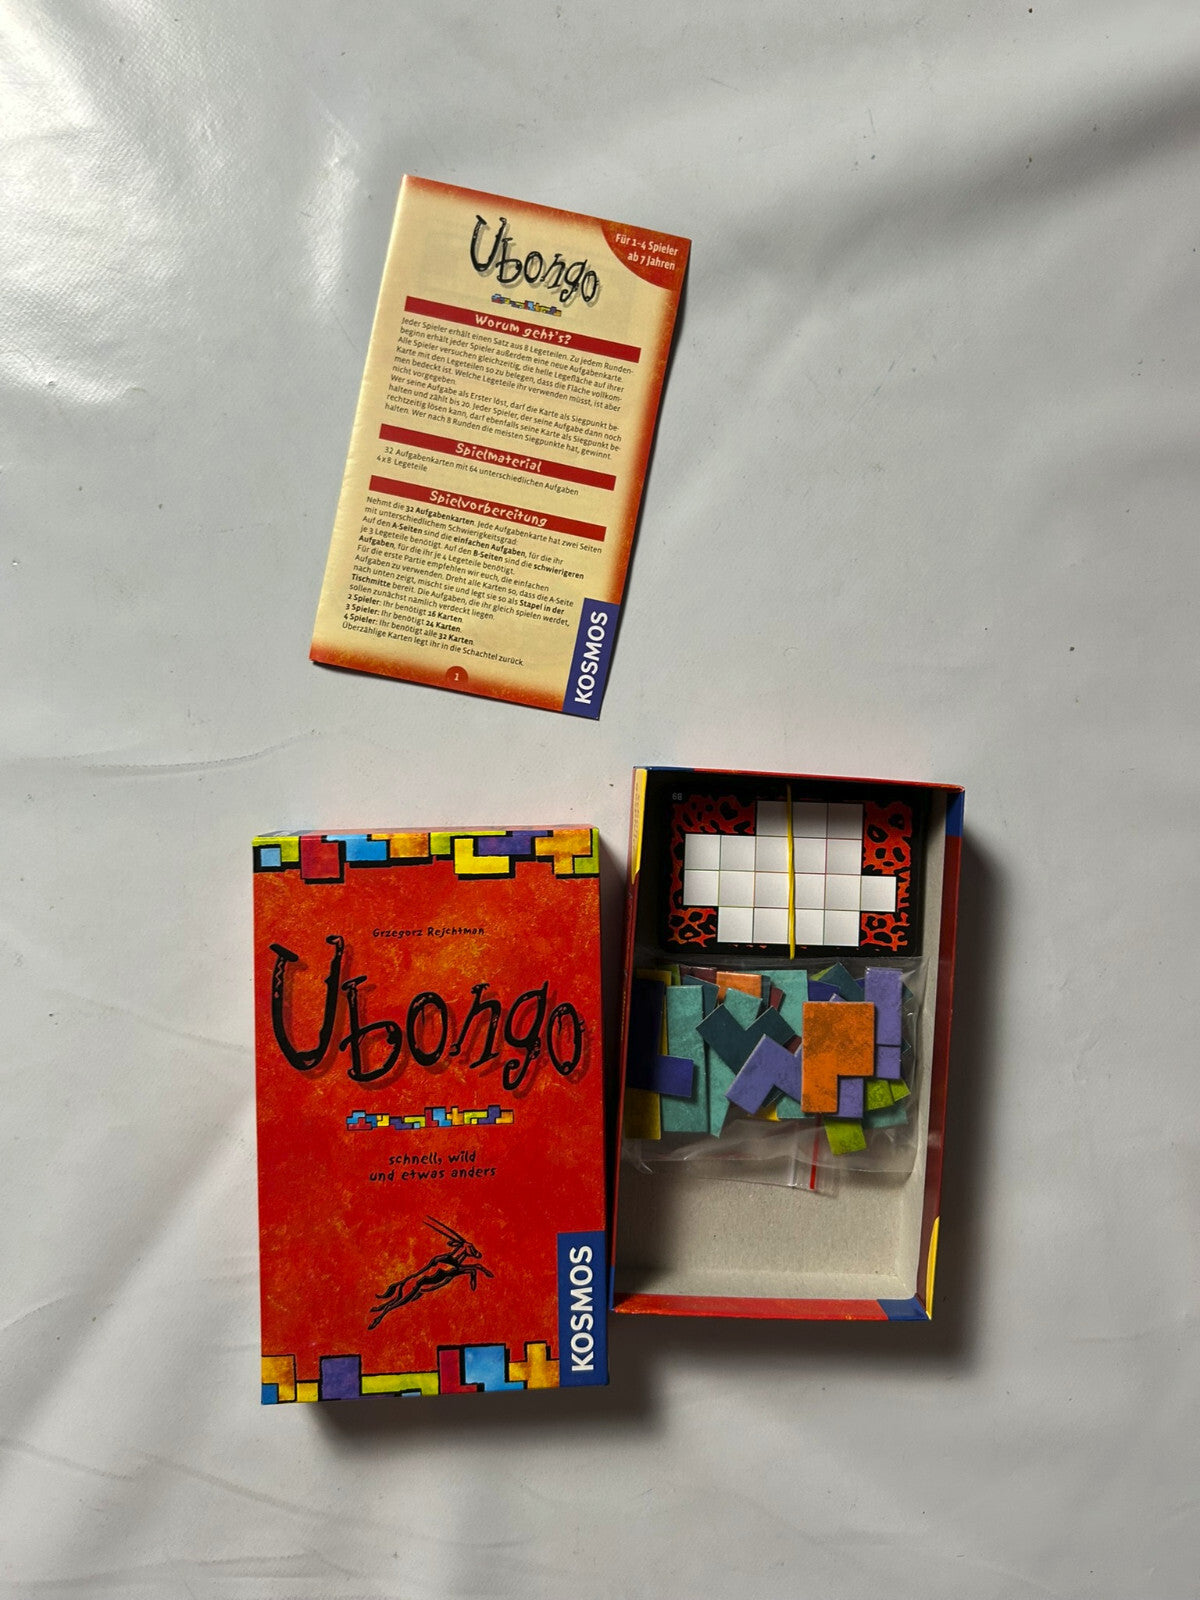 Ubongo
Für 1-4 Spieler
ab 7 Jahren
Worum geht's?
Jeder Spieler erhält einen Satz aus 8 Legeteilen. Zu jedem Runden-
beginn erhält jeder Spieler außerdem eine neue Aufgabenkarte.
Alle Spieler versuchen gleichzeitig, die helle Legefläche auf ihrer
Karte mit den Legeteilen so zu belegen, dass die Fläche vollkom-
men bedeckt ist. Welche Legeteile ihr verwenden müsst, ist aber
nicht vorgegeben.
Wer seine Aufgabe als Erster löst, darf die Karte als Siegpunkt be-
halten und zählt bis 20. Jeder Spieler, der seine Aufgabe dann noch
rechtzeitig lösen kann, darf ebenfalls seine Karte als Siegpunkt be-
halten. Wer nach 8 Runden die meisten Siegpunkte hat, gewinnt.
Spielmaterial
32 Aufgabenkarten mit 64 unterschiedlichen Aufgaben
4 x 8 Legeteile
Spielvorbereitung
Nehmt die 32 Aufgabenkarten. Jede Aufgabenkarte hat zwei Seiten
mit unterschiedlichem Schwierigkeitsgrad:
Auf den A-Seiten sind die einfachen Aufgaben, für die ihr
je 3 Legeteile benötigt. Auf den B-Seiten sind die schwierigeren
Aufgaben, für die ihr je 4 Legeteile benötigt.
Für die erste Partie empfehlen wir euch, die einfachen
Aufgaben zu verwenden. Dreht alle Karten so, dass die A-Seite
nach unten zeigt, mischt sie und legt sie so als Stapel in der
Tischmitte bereit. Die Aufgaben, die ihr gleich spielen werdet,
sollen zunächst nämlich verdeckt liegen.
2 Spieler: Ihr benötigt 16 Karten.
3 Spieler: Ihr benötigt 24 Karten.
4 Spieler: Ihr benötigt alle 32 Karten.
Überzählige Karten legt ihr in die Schachtel zurück.
1
KOSMOS
B9
Grzegorz Rejchtman
Ubongo
schnell, wild
und etwas anders
KOSMOS